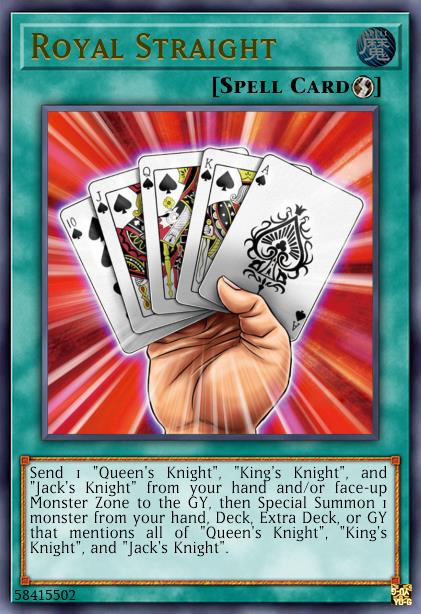 Royal Straight
魔
[Spell Card]
10
J
Q
K
A
A
Send 1 "Queen's Knight", "King's Knight", and
"Jack's Knight" from your hand and/or face-up
Monster Zone to the GY, then Special Summon 1
monster from your hand, Deck, Extra Deck, or GY
that mentions all of "Queen's Knight", "King's
Knight", and "Jack's Knight".
58415502